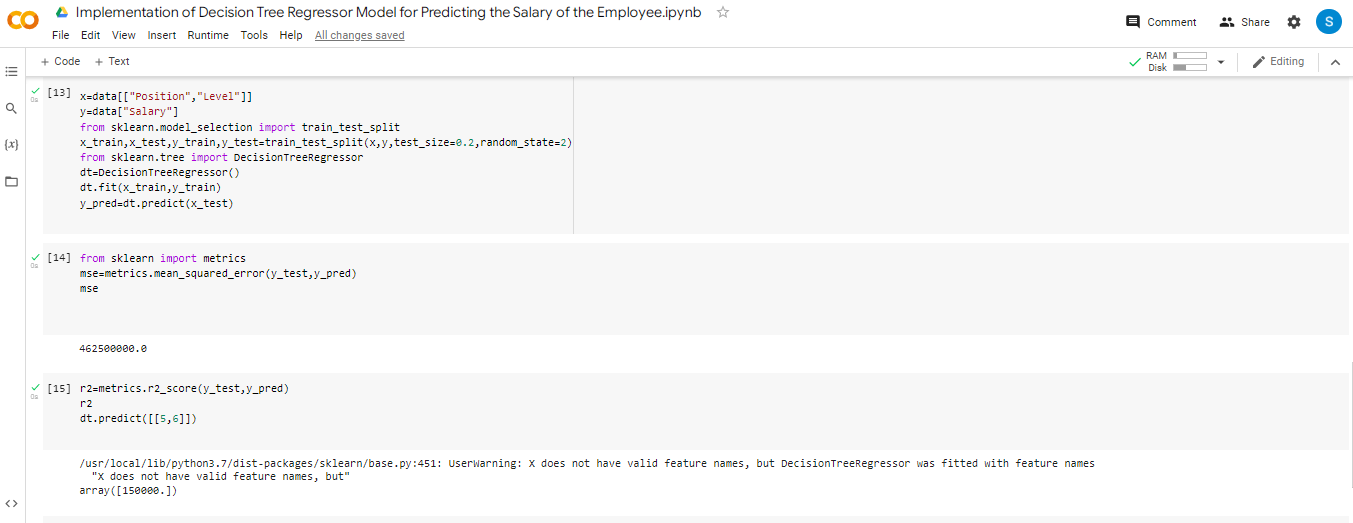 Implementation of Decision Tree Regressor Model for Predicting the Salary of the Employee.ipynb
File Edit View Insert Runtime Tools Help All changes saved
Comment
Share
S
+ Code + Text
RAM
Disk
Editing
{x}
0s
[13]
x=data[["Position","Level"]]
y=data["Salary"]
from sklearn.model_selection import train_test_split
x_train,x_test,y_train,y_test=train_test_split(x,y,test_size=0.2,random_state=2)
from sklearn.tree import DecisionTreeRegressor
dt=DecisionTreeRegressor()
dt.fit(x_train,y_train)
y_pred=dt.predict(x_test)
0s
[14]
from sklearn import metrics
mse=metrics.mean_squared_error(y_test,y_pred)
mse
462500000.0
0s
[15]
r2=metrics.r2_score(y_test,y_pred)
r2
dt.predict([[5,6]])
/usr/local/lib/python3.7/dist-packages/sklearn/base.py:451: UserWarning: X does not have valid feature names, but DecisionTreeRegressor was fitted with feature names
"X does not have valid feature names, but"
array([150000.])